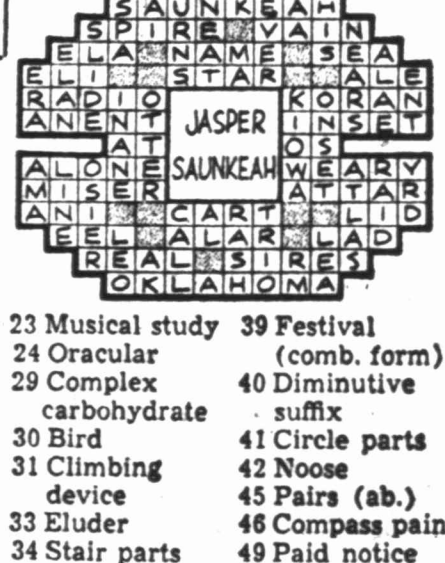 SAUNKEAH
SPIRE VAIN
ELA NAME SEA
ELI STAR ALE
RADIO KORAN
ANENT INSET
AT OS
JASPER
SAUNKEAH
ALONE WEARY
MISER ATTAR
ANI CART LID
EEL ALAR LAD
REAL SIRES
OKLAHOMA
23 Musical study
24 Oracular
29 Complex
carbohydrate
30 Bird
31 Climbing
device
33 Eluder
34 Stair parts
39 Festival
(comb. form)
40 Diminutive
suffix
41 Circle parts
42 Noose
45 Pairs (ab.)
46 Compass poin
49 Paid notice